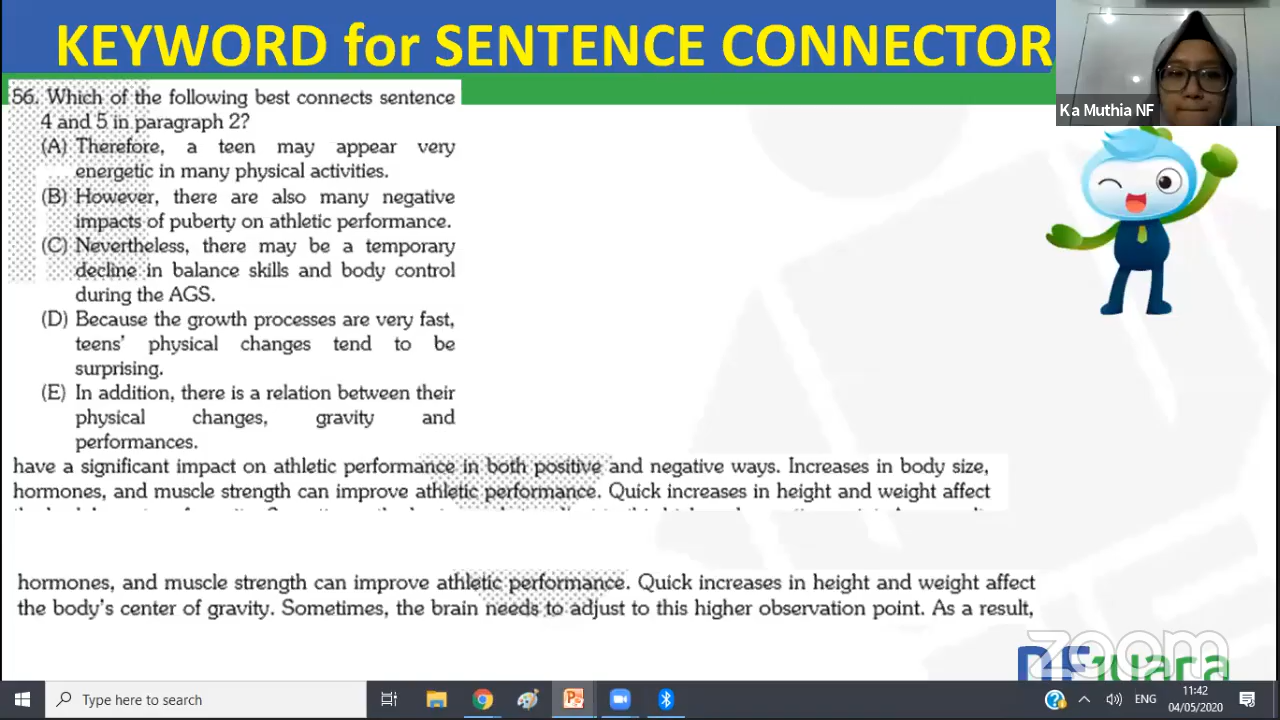 KEYWORD for SENTENCE CONNECTOR
Ka Muthia NF
56. Which of the following best connects sentence
4 and 5 in paragraph 2?
(A) Therefore, a teen may appear very
energetic in many physical activities.
(B) However, there are also many negative
impacts of puberty on athletic performance.
(C) Nevertheless, there may be a temporary
decline in balance skills and body control
during the AGS.
(D) Because the growth processes are very fast,
teens' physical changes tend to be
surprising.
(E) In addition, there is a relation between their
physical changes, gravity and
performances.
have a significant impact on athletic performance in both positive and negative ways. Increases in body size,
hormones, and muscle strength can improve athletic performance. Quick increases in height and weight affect
hormones, and muscle strength can improve athletic performance. Quick increases in height and weight affect
the body's center of gravity. Sometimes, the brain needs to adjust to this higher observation point. As a result,
zoom
Type here to search
ENG
11:42
04/05/2020